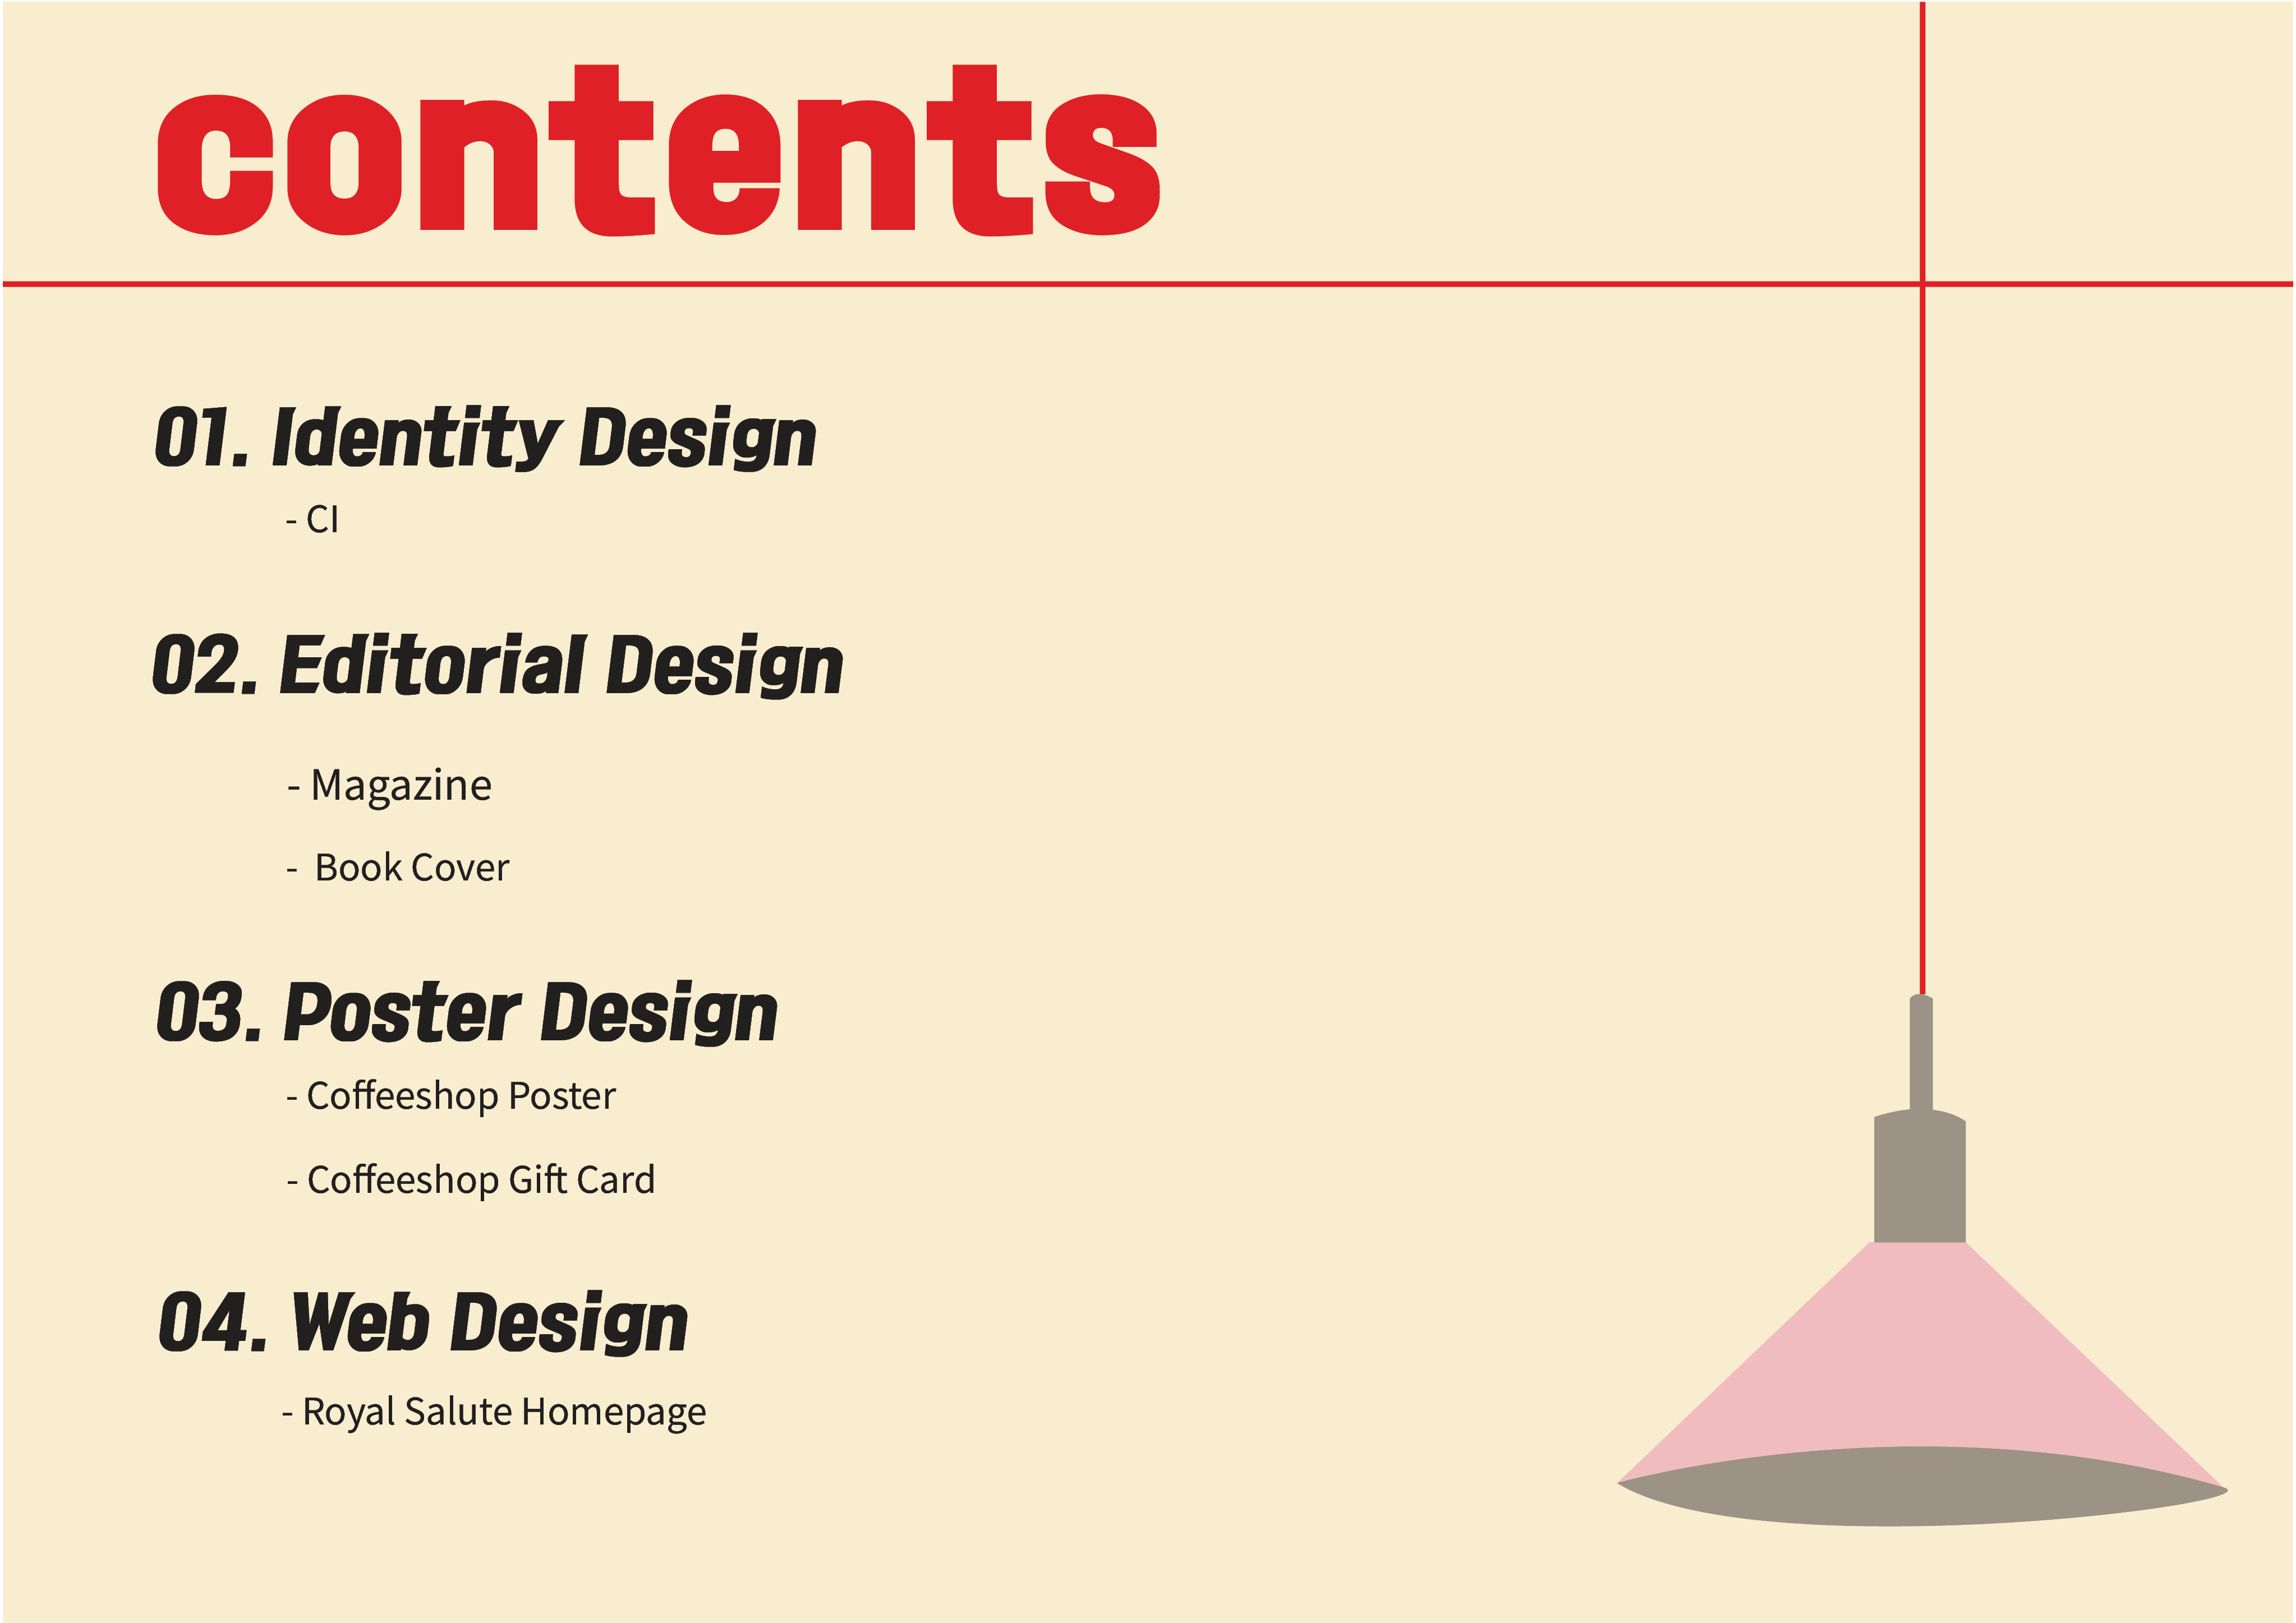 contents
01. Identity Design
- CI
02. Editorial Design
- Magazine
- Book Cover
03. Poster Design
- Coffeeshop Poster
- Coffeeshop Gift Card
04. Web Design
- Royal Salute Homepage